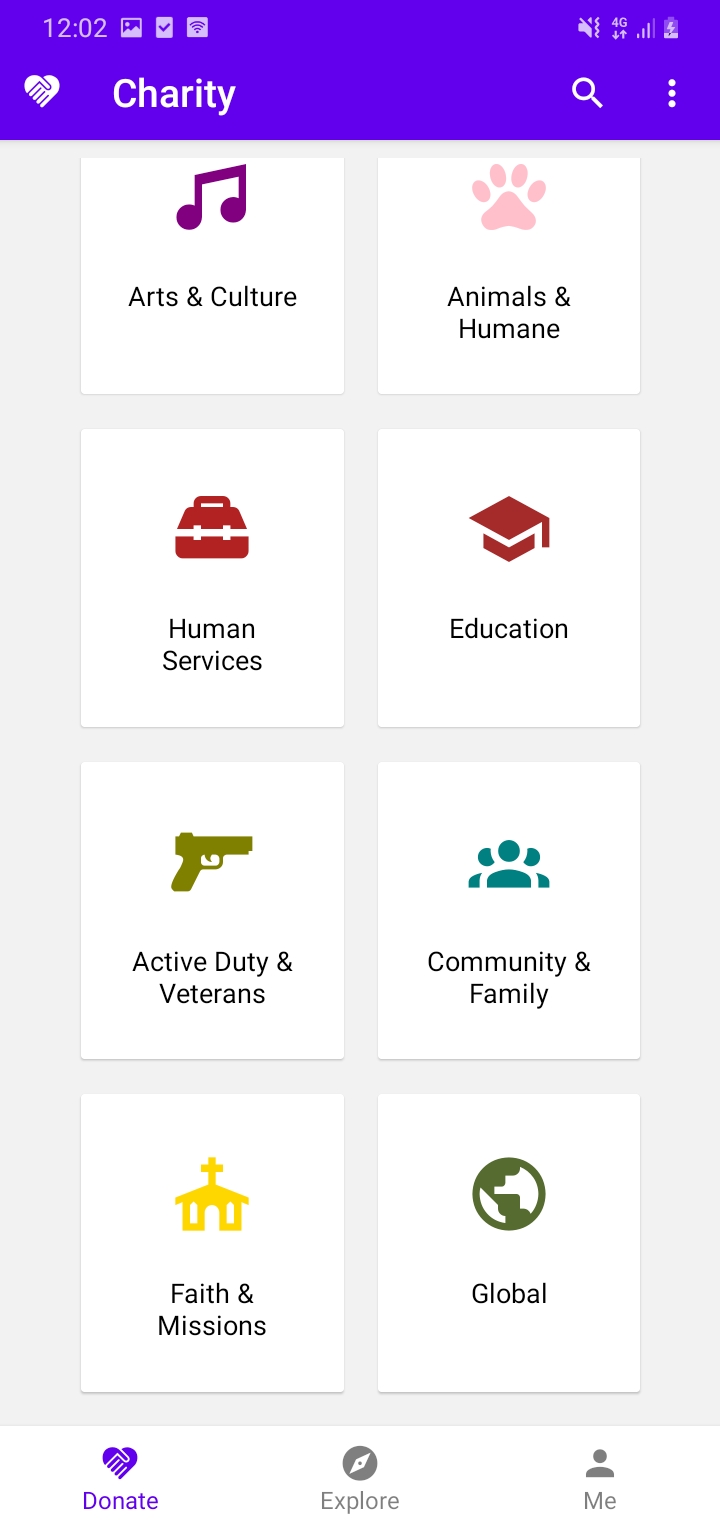 12:02
4G
Charity
Arts & Culture
Animals &
Humane
Human
Services
Education
Active Duty &
Veterans
Community &
Family
Faith &
Missions
Global
Donate
Explore
Me